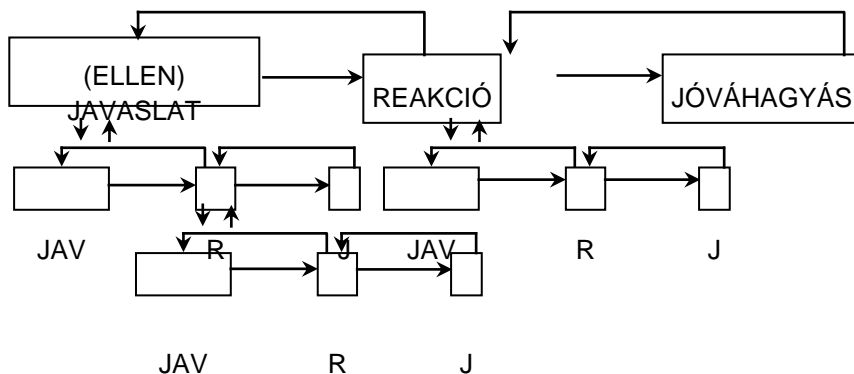 (ELLEN)
JAVASLAT
REAKCIÓ
JÓVÁHAGYÁS
JAV R J JAV R J
JAV R J